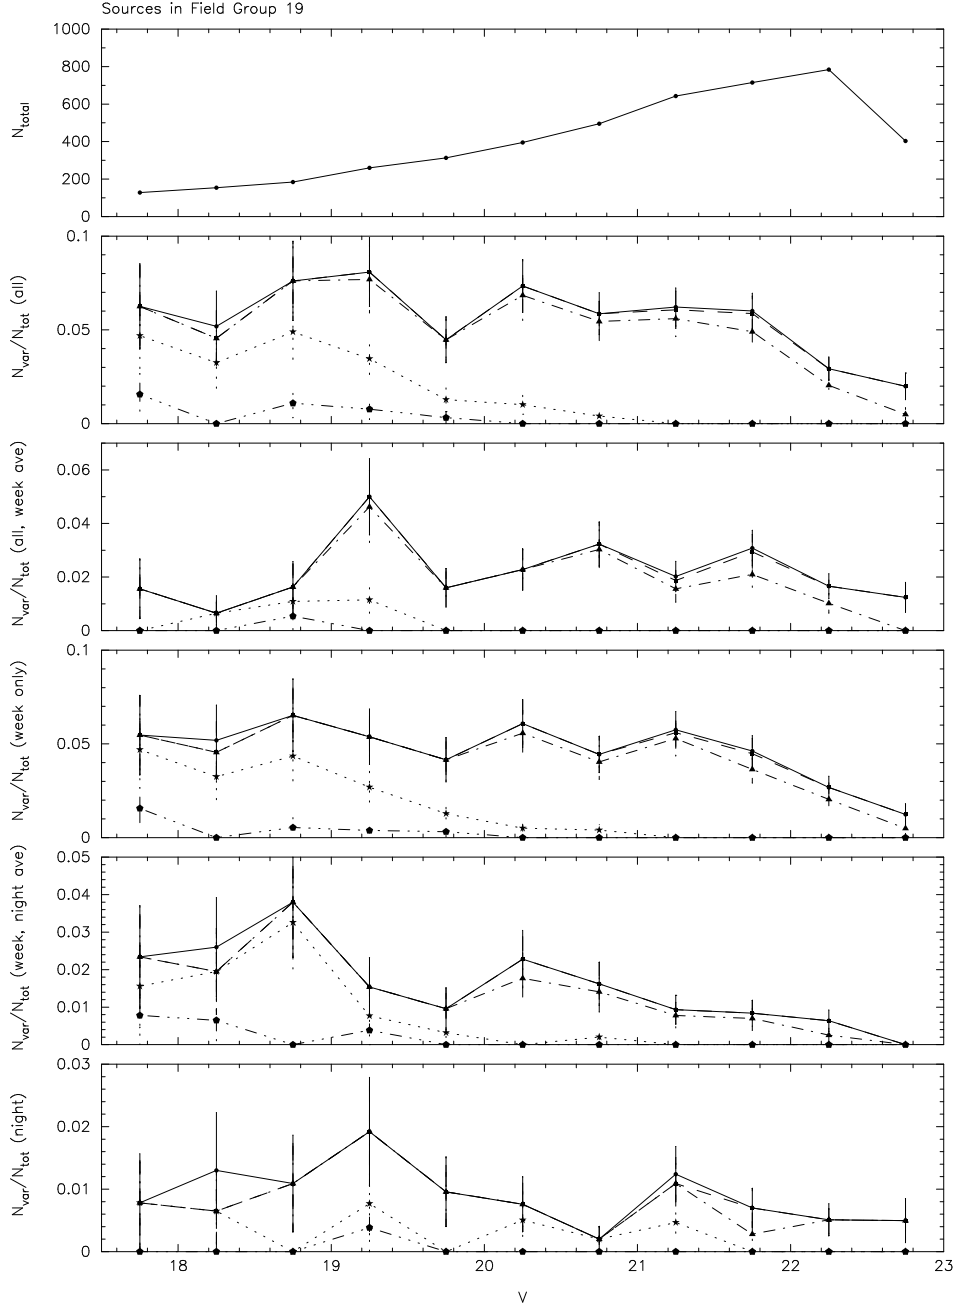 Sources in Field Group 19
1000
800
600
400
200
0
N_total
0.1
0.05
0
N_var/N_tot (all)
0.06
0.04
0.02
0
N_var/N_tot (all, week ave)
0.1
0.05
0
N_var/N_tot (week only)
0.05
0.04
0.03
0.02
0.01
0
N_var/N_tot (week, night ave)
0.03
0.02
0.01
0
N_var/N_tot (night)
18 19 20 21 22 23
V